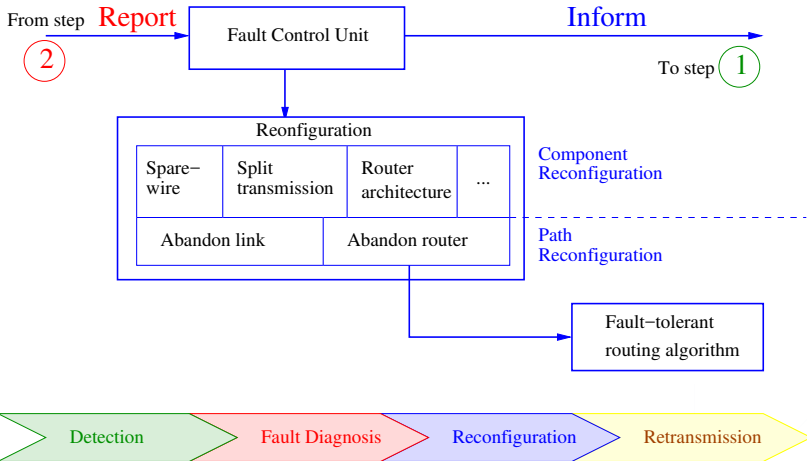 From step
Report
2
Fault Control Unit
Inform
To step
1
Reonfiguration
Spare−
wire
Split
transmission
Router
architecture
...
Component
Reconfiguration
Abandon link
Abandon router
Path
Reconfiguration
Fault−tolerant
routing algorithm
Detection
Fault Diagnosis
Reconfiguration
Retransmission